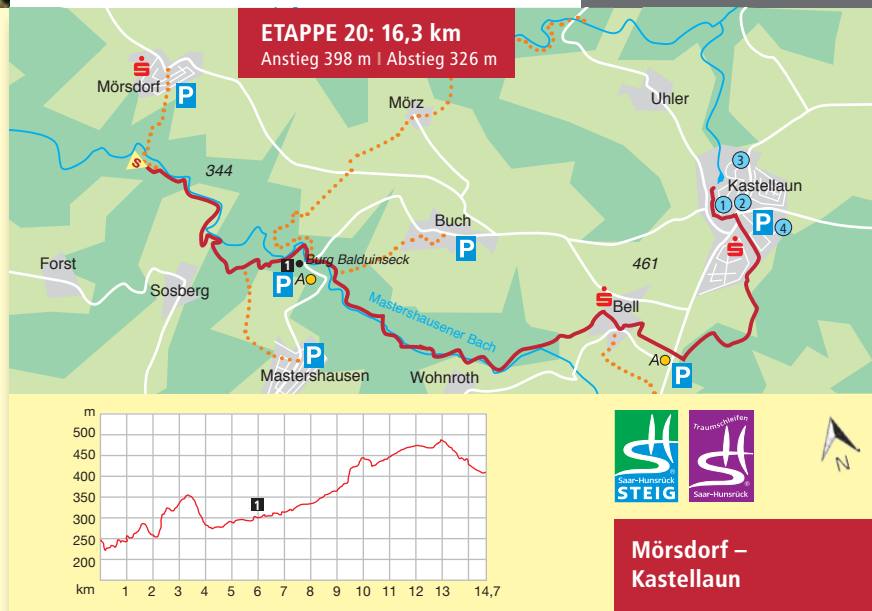 ETAPPE 20: 16,3 km
Anstieg 398 m | Abstieg 326 m
Mörsdorf
P
Mörz
Uhler
S
344
3
Kastellaun
1
2
P
4
Buch
P
Burg Balduinseck
1
A
P
461
Forst
Sosberg
Bell
Mastershausener Bach
P
Mastershausen
Wohnroth
A
P
m
500
450
400
350
300
250
200
1
km
1 2 3 4 5 6 7 8 9 10 11 12 13 14,7
Saar-Hunsrück
STEIG
®
Traumschleifen
®
Saar-Hunsrück
N
Mörsdorf –
Kastellaun